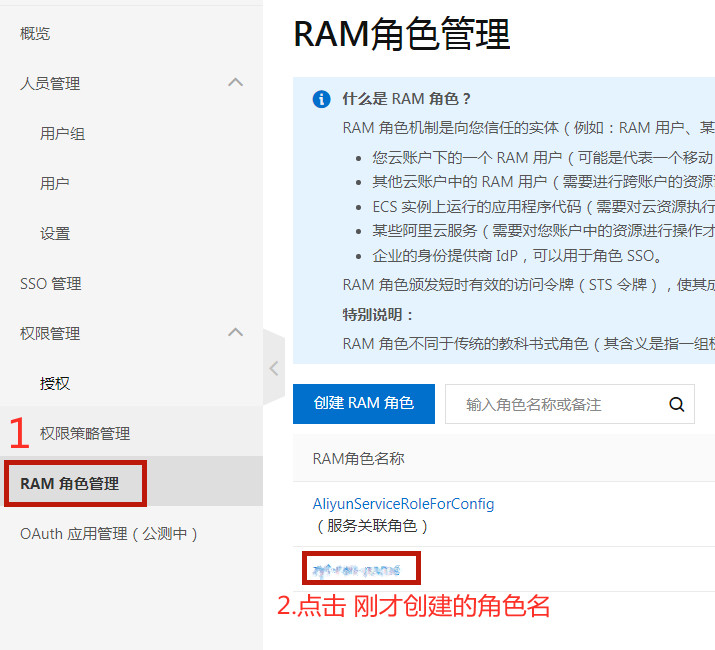 概览
人员管理
用户组
用户
设置
SSO 管理
权限管理
授权
1
权限策略管理
RAM 角色管理
OAuth 应用管理（公测中）
RAM角色管理
什么是 RAM 角色？
RAM 角色机制是向您信任的实体（例如：RAM 用户、某
您云账户下的一个 RAM 用户（可能是代表一个移动
其他云账户中的 RAM 用户（需要进行跨账户的资源
ECS 实例上运行的应用程序代码（需要对云资源执行
某些阿里云服务（需要对您账户中的资源进行操作才
企业的身份提供商 IdP，可以用于角色 SSO。
RAM 角色颁发短时有效的访问令牌（STS 令牌），使其成
特别说明：
RAM 角色不同于传统的教科书式角色（其含义是指一组权
创建 RAM 角色
输入角色名称或备注
RAM角色名称
AliyunServiceRoleForConfig
（服务关联角色）
2.点击 刚才创建的角色名